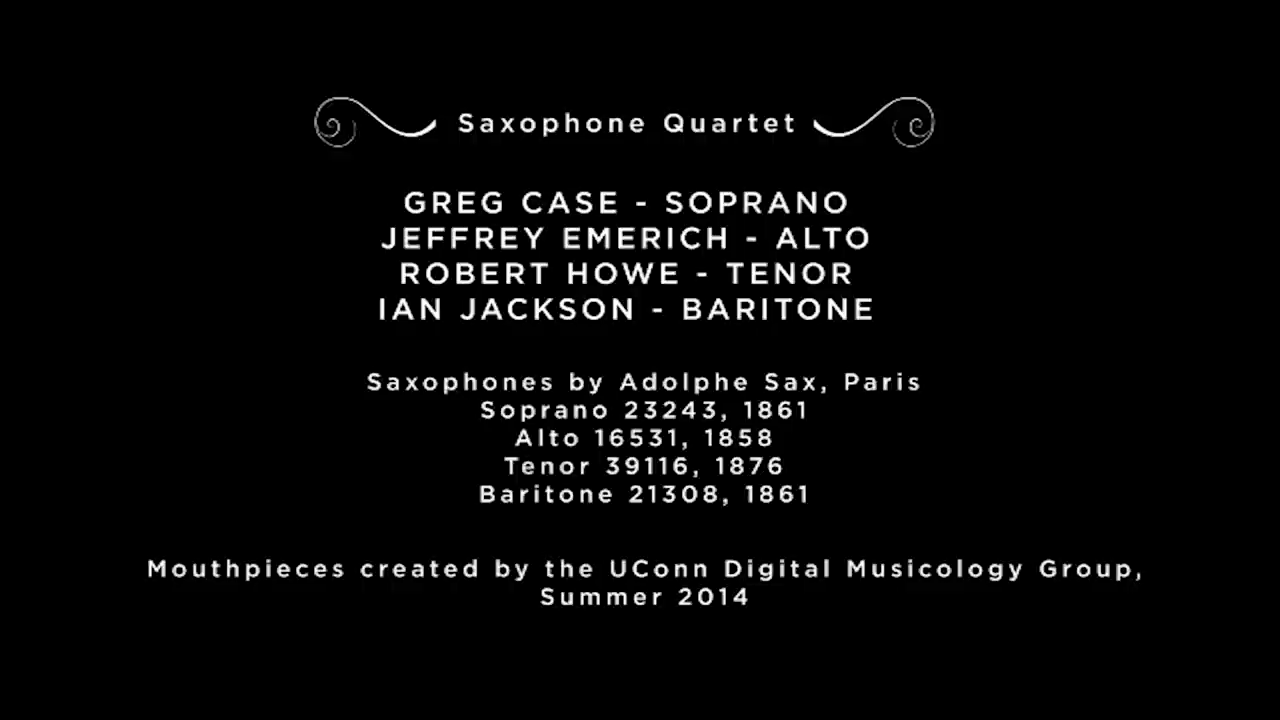 Saxophone Quartet
GREG CASE - SOPRANO
JEFFREY EMERICH - ALTO
ROBERT HOWE - TENOR
IAN JACKSON - BARITONE
Saxophones by Adolphe Sax, Paris
Soprano 23243, 1861
Alto 16531, 1858
Tenor 39116, 1876
Baritone 21308, 1861
Mouthpieces created by the UConn Digital Musicology Group,
Summer 2014